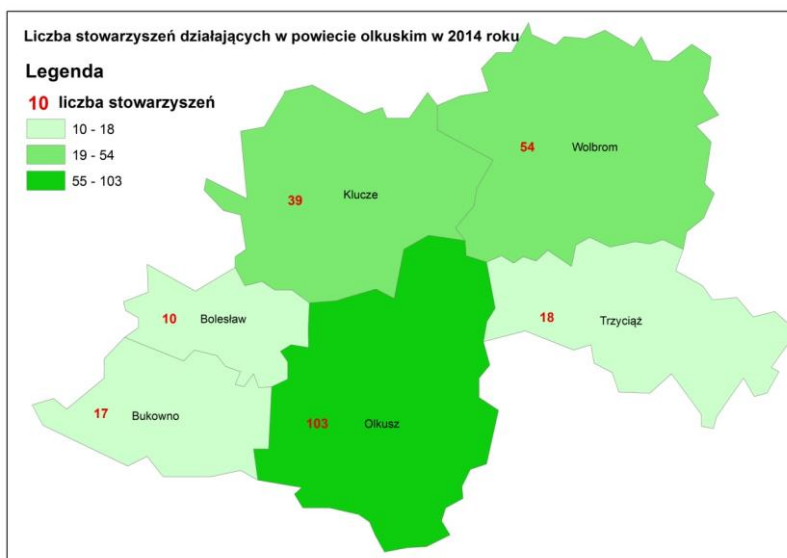 Liczba stowarzyszeń działających w powiecie olkuskim w 2014 roku
Legenda
10 liczba stowarzyszeń
10 - 18
19 - 54
55 - 103
54 Wolbrom
39 Klucze
10 Bolesław
18 Trzyciąż
17 Bukowno
103 Olkusz